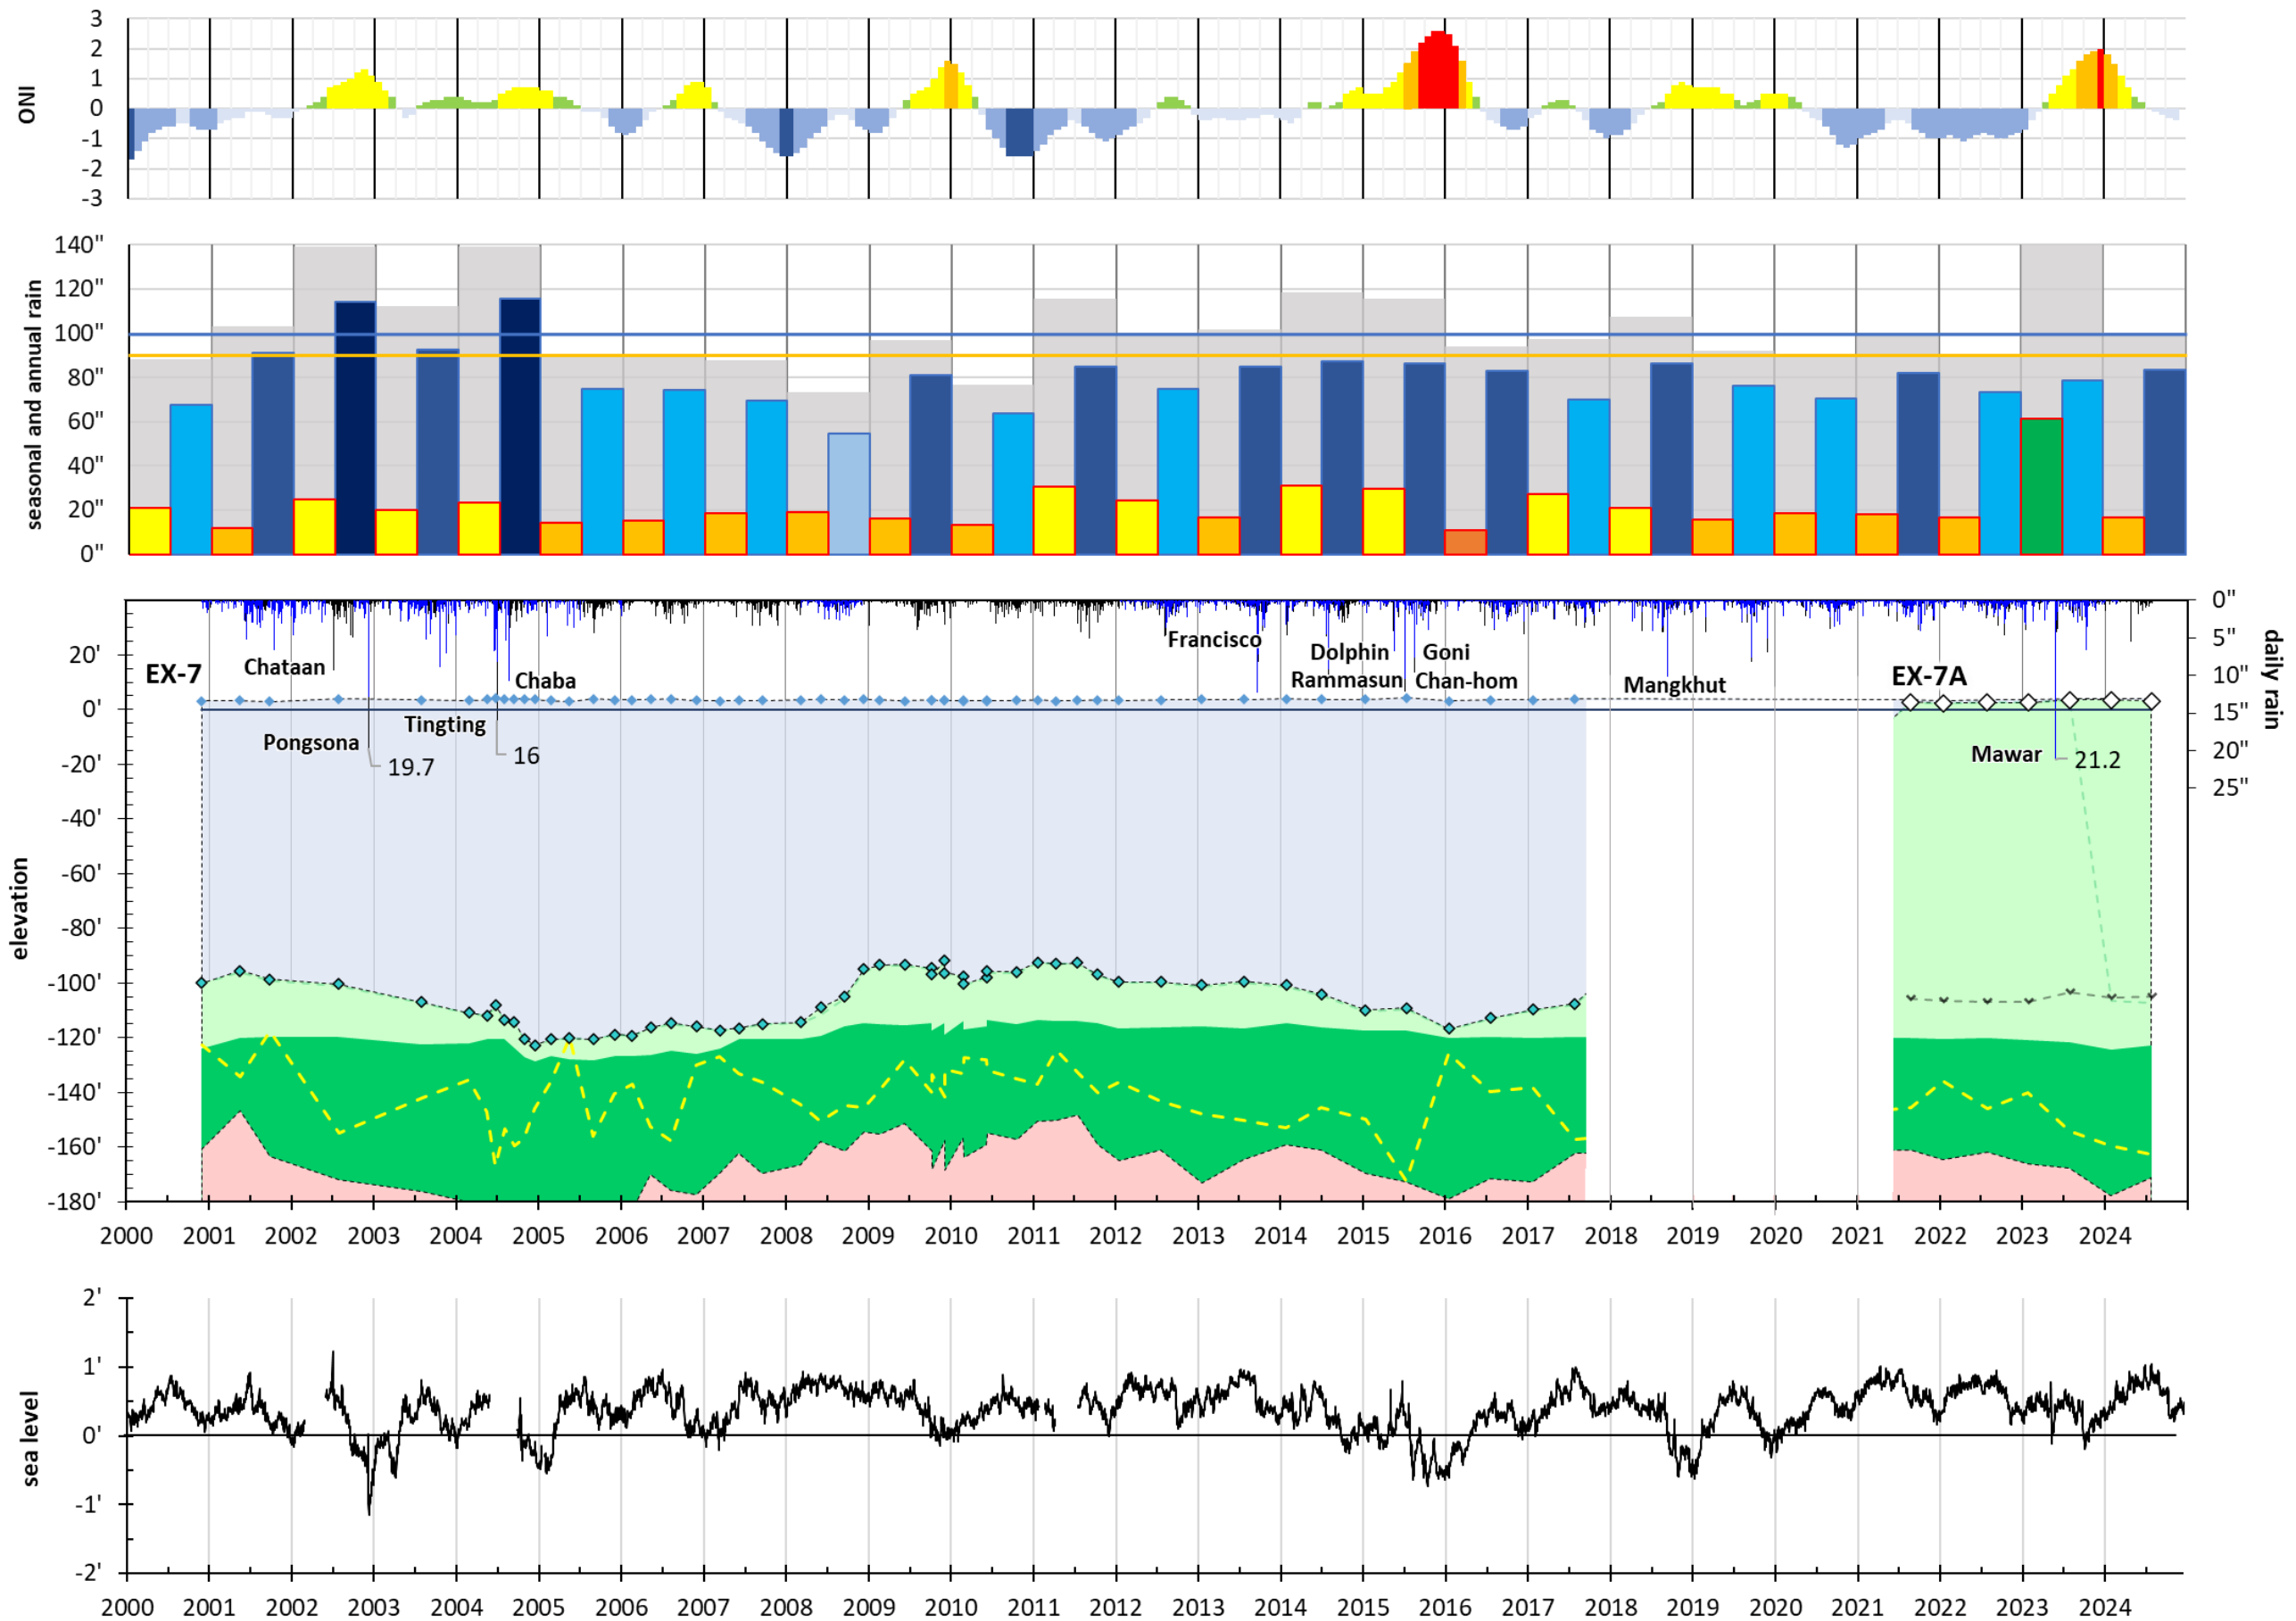 3
2
1
0
-1
-2
-3
ONI
140"
120"
100"
80"
60"
40"
20"
0"
seasonal and annual rain
20'
0'
-20'
-40'
-60'
-80'
-100'
-120'
-140'
-160'
-180'
elevation
0"
5"
10"
15"
20"
25"
daily rain
EX-7
Chataan
Pongsona
19.7
Tingting
16
Chaba
Francisco
Dolphin
Rammasun
Goni
Chan-hom
Mangkhut
EX-7A
Mawar
21.2
2000 2001 2002 2003 2004 2005 2006 2007 2008 2009 2010 2011 2012 2013 2014 2015 2016 2017 2018 2019 2020 2021 2022 2023 2024
2'
1'
0'
-1'
-2'
sea level
2000 2001 2002 2003 2004 2005 2006 2007 2008 2009 2010 2011 2012 2013 2014 2015 2016 2017 2018 2019 2020 2021 2022 2023 2024